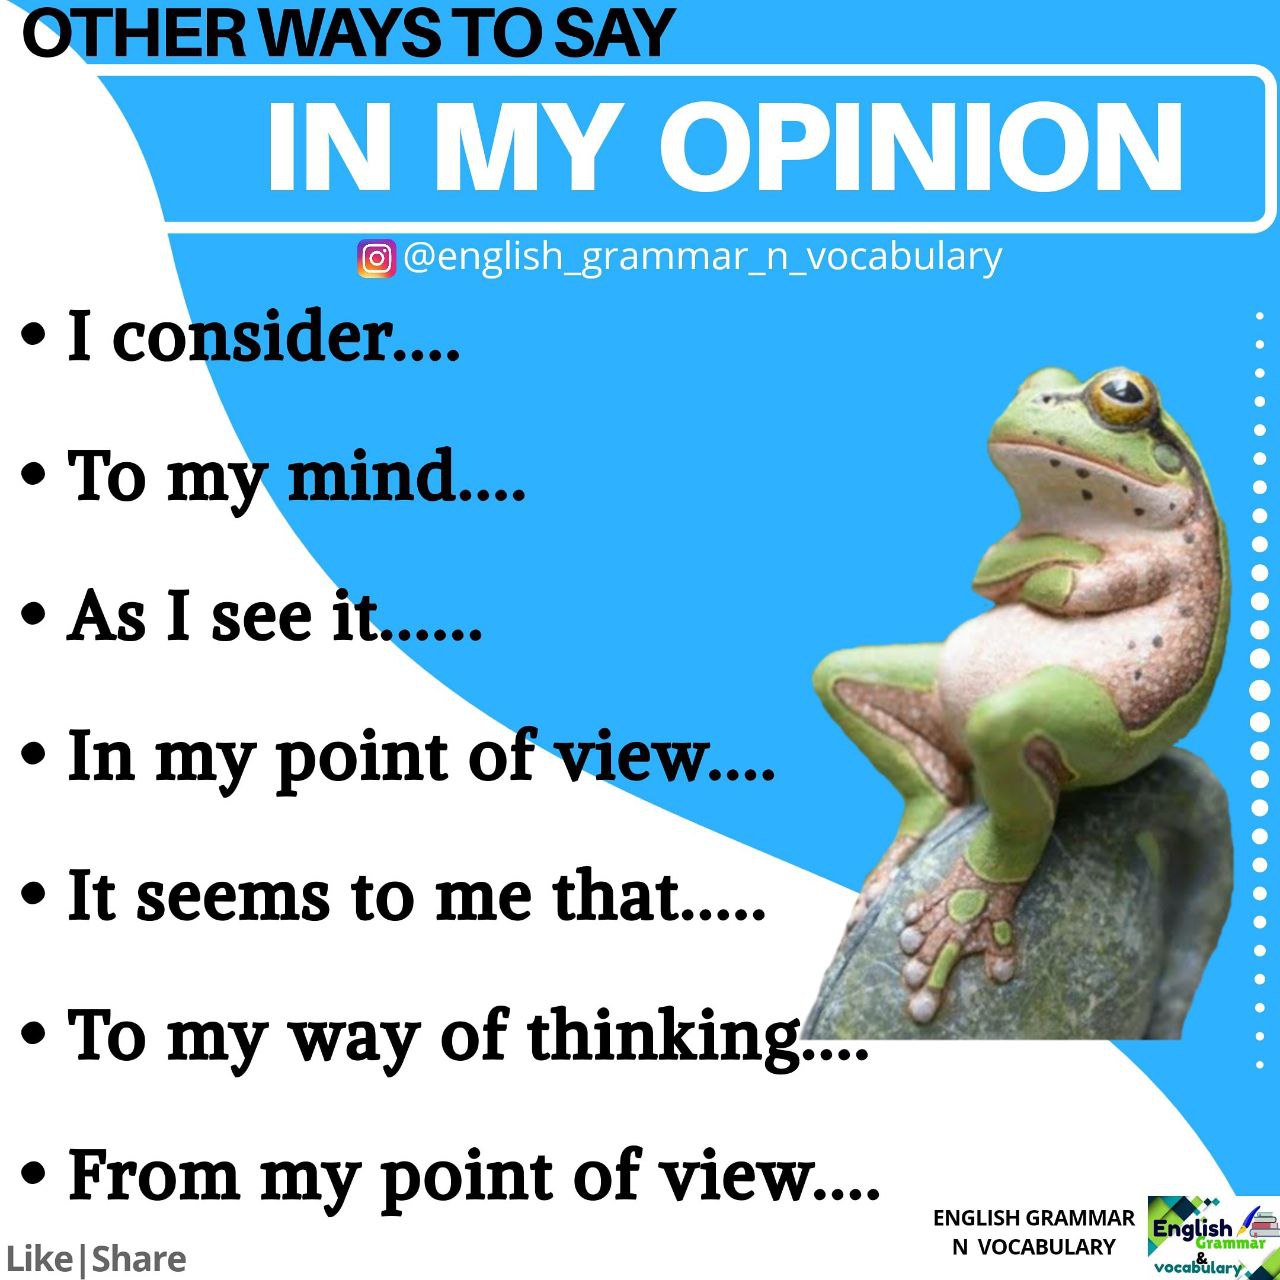 OTHER WAYS TO SAY
IN MY OPINION
@english_grammar_n_vocabulary
• I consider....
• To my mind....
• As I see it......
• In my point of view....
• It seems to me that.....
• To my way of thinking....
• From my point of view....
ENGLISH GRAMMAR
N VOCABULARY
English
Grammar
&
vocabulary
Like|Share